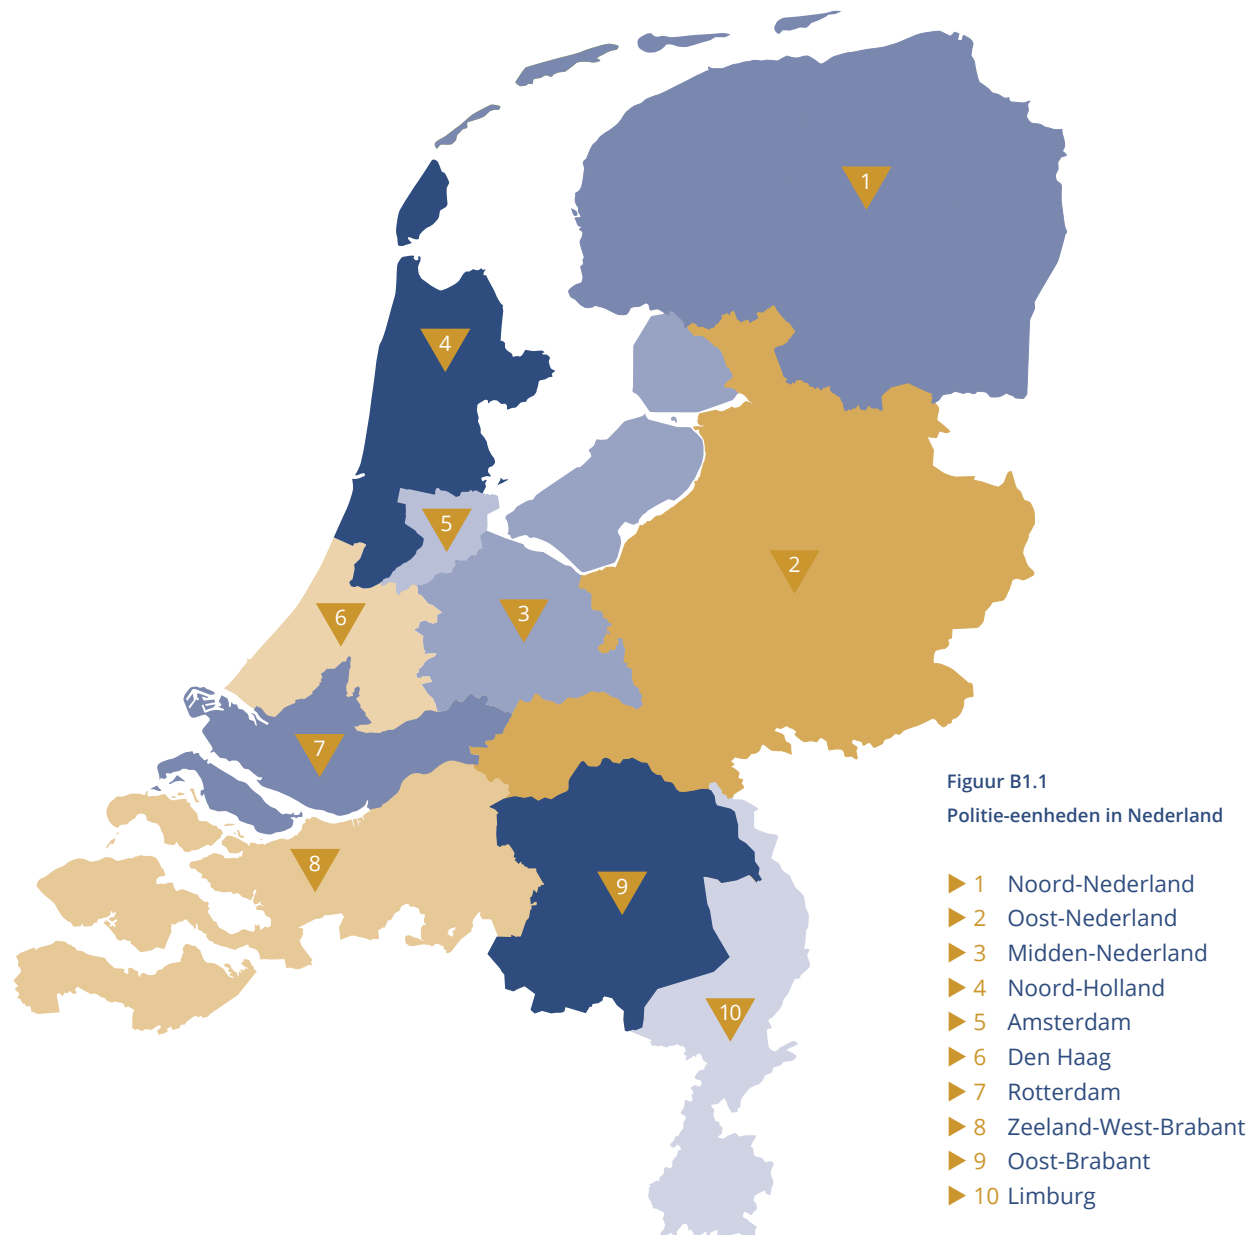 1
4
5
2
3
6
7
8
9
10
Figuur B1.1
Politie-eenheden in Nederland
1 Noord-Nederland
2 Oost-Nederland
3 Midden-Nederland
4 Noord-Holland
5 Amsterdam
6 Den Haag
7 Rotterdam
8 Zeeland-West-Brabant
9 Oost-Brabant
10 Limburg